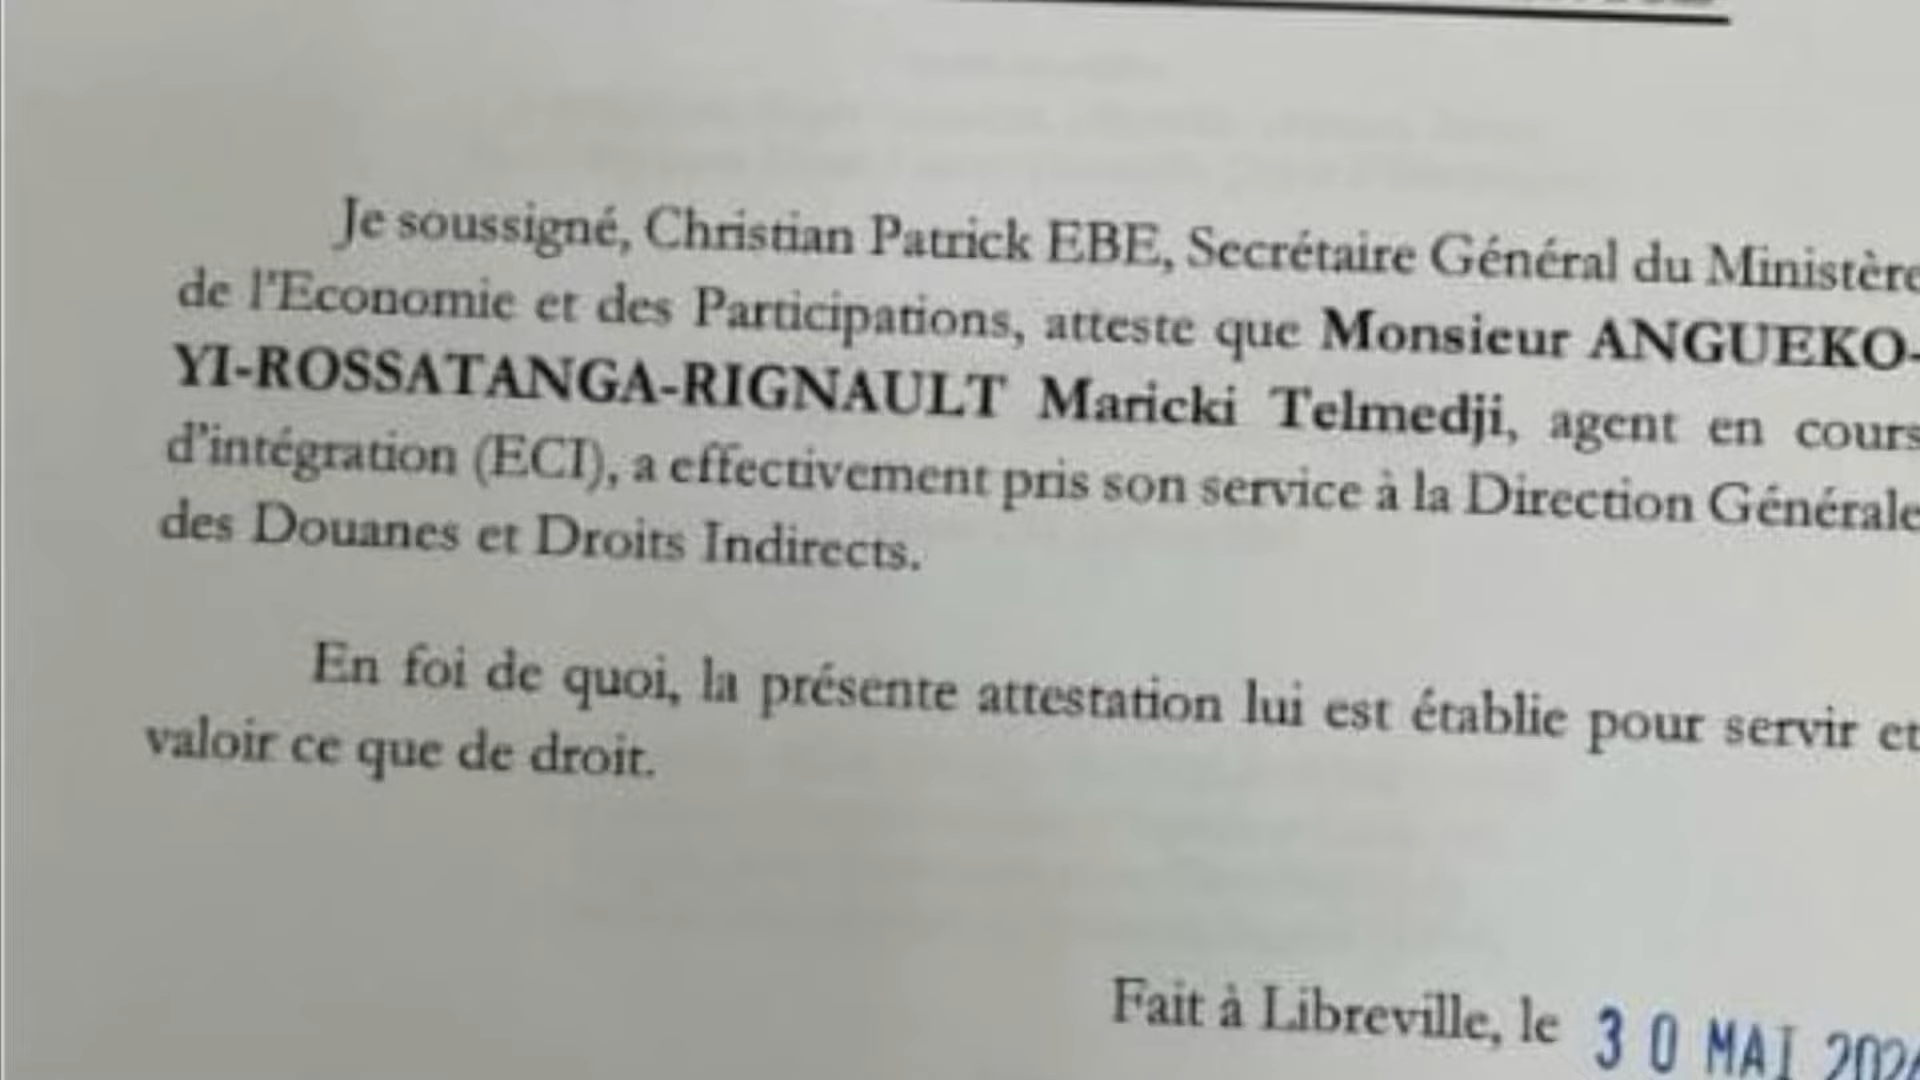 Je soussigné, Christian Patrick EBE, Secrétaire Général du Ministère
de l'Economie et des Participations, atteste que Monsieur ANGUEKO-
YI-ROSSATANGA-RIGNAULT Maricki Telmedji, agent en cours
d'intégration (ECI), a effectivement pris son service à la Direction Générale
des Douanes et Droits Indirects.
En foi de quoi, la présente attestation lui est établie pour servir et
valoir ce que de droit.
Fait à Libreville, le 30 MAI